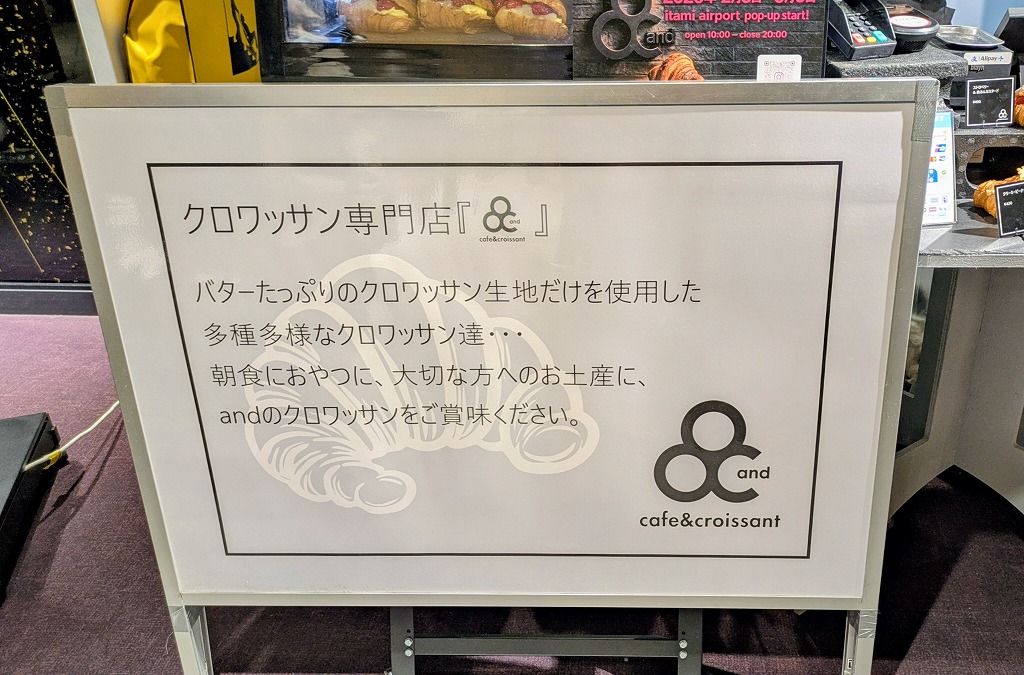 and
itami airport pop-up start!
open 10:00 ~ close 20:00
Alipay+
クロワッサン専門店『and cafe&croissant』
バターたっぷりのクロワッサン生地だけを使用した
多種多様なクロワッサン達・・・
朝食におやつに、大切な方へのお土産に、
andのクロワッサンをご賞味ください。
and
cafe&croissant